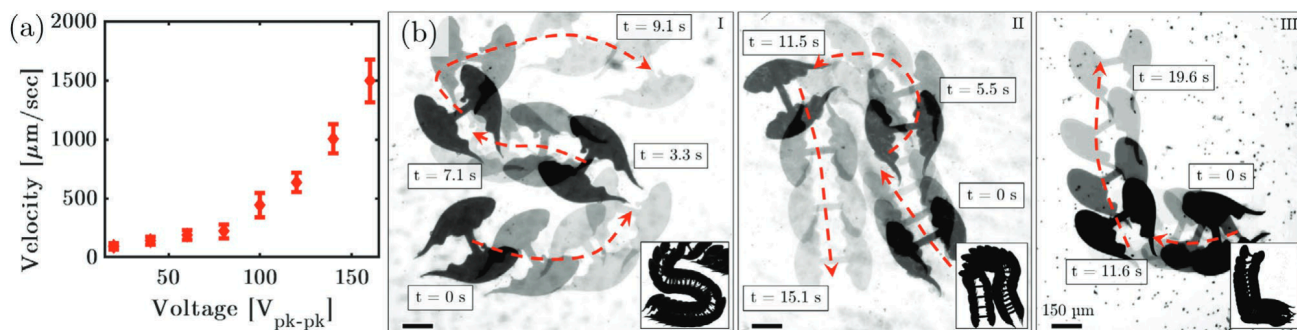 (a)
2000
1500
1000
500
0
Velocity [μm/sec]
50
100
150
Voltage [V_pk-pk]
(b)
I
t = 9.1 s
t = 3.3 s
t = 7.1 s
t = 0 s
II
t = 11.5 s
t = 5.5 s
t = 0 s
t = 15.1 s
III
t = 19.6 s
t = 0 s
t = 11.6 s
150 μm